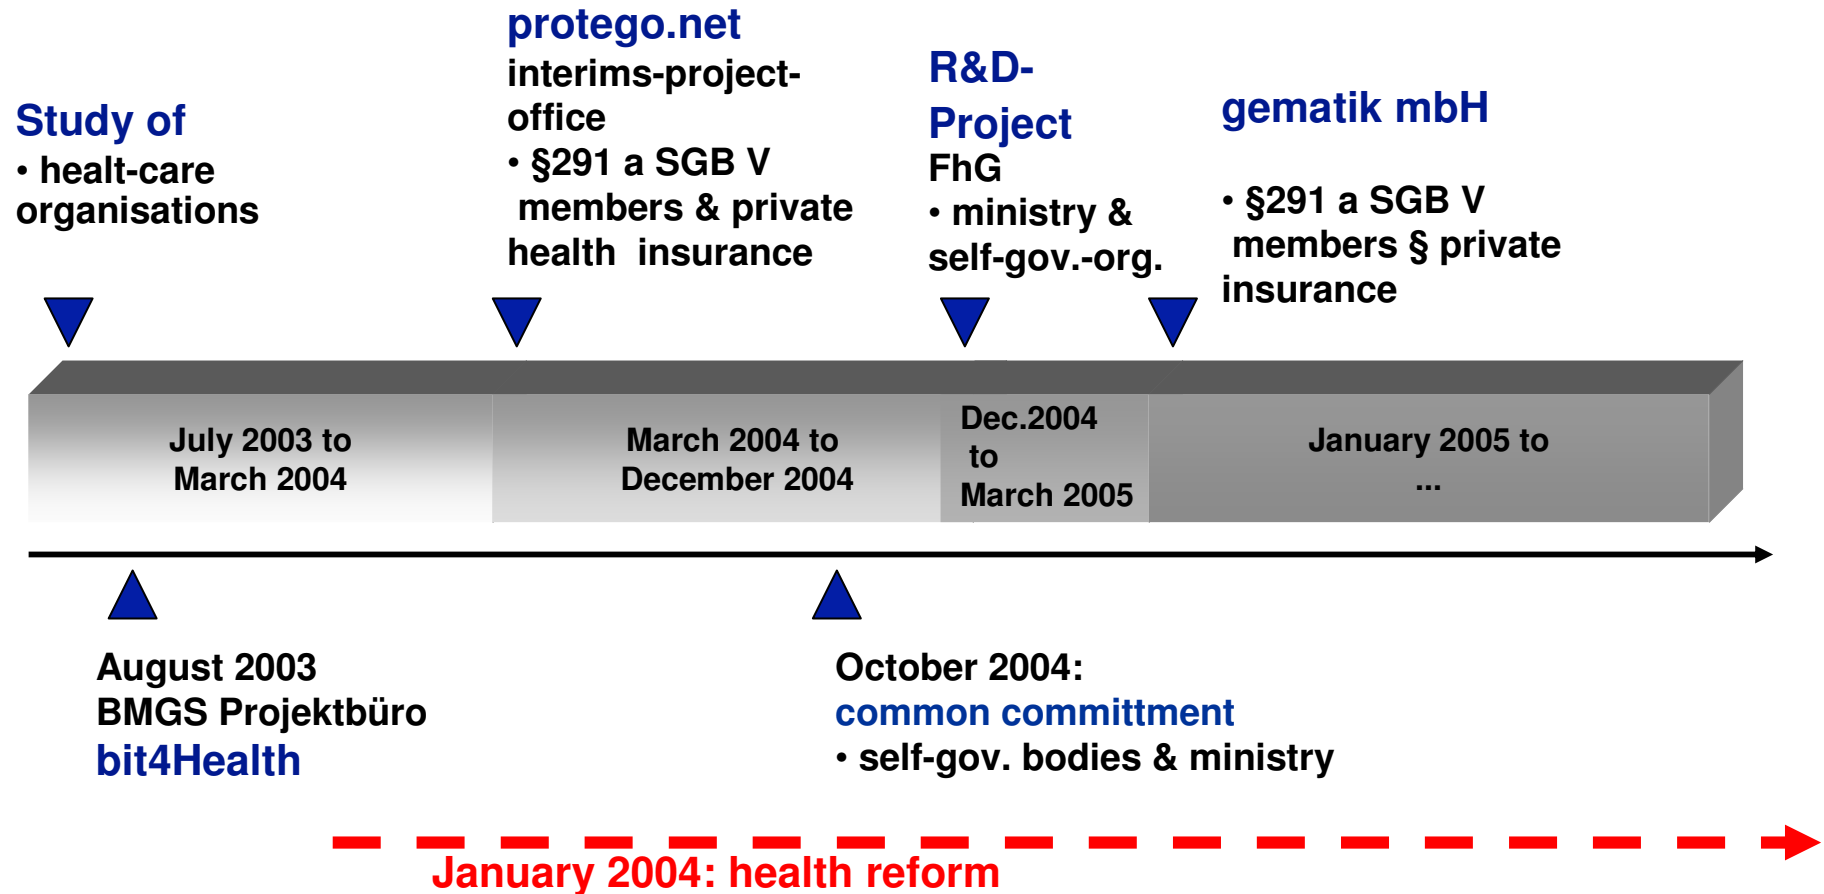 Study of
• healt-care
organisations
protego.net
interims-project-
office
• §291 a SGB V
members & private
health insurance
R&D-
Project
FhG
• ministry &
self-gov.-org.
gematik mbH
• §291 a SGB V
members § private
insurance
July 2003 to
March 2004
March 2004 to
December 2004
Dec.2004
to
March 2005
January 2005 to
...
August 2003
BMGS Projektbüro
bit4Health
October 2004:
common committment
• self-gov. bodies & ministry
January 2004: health reform